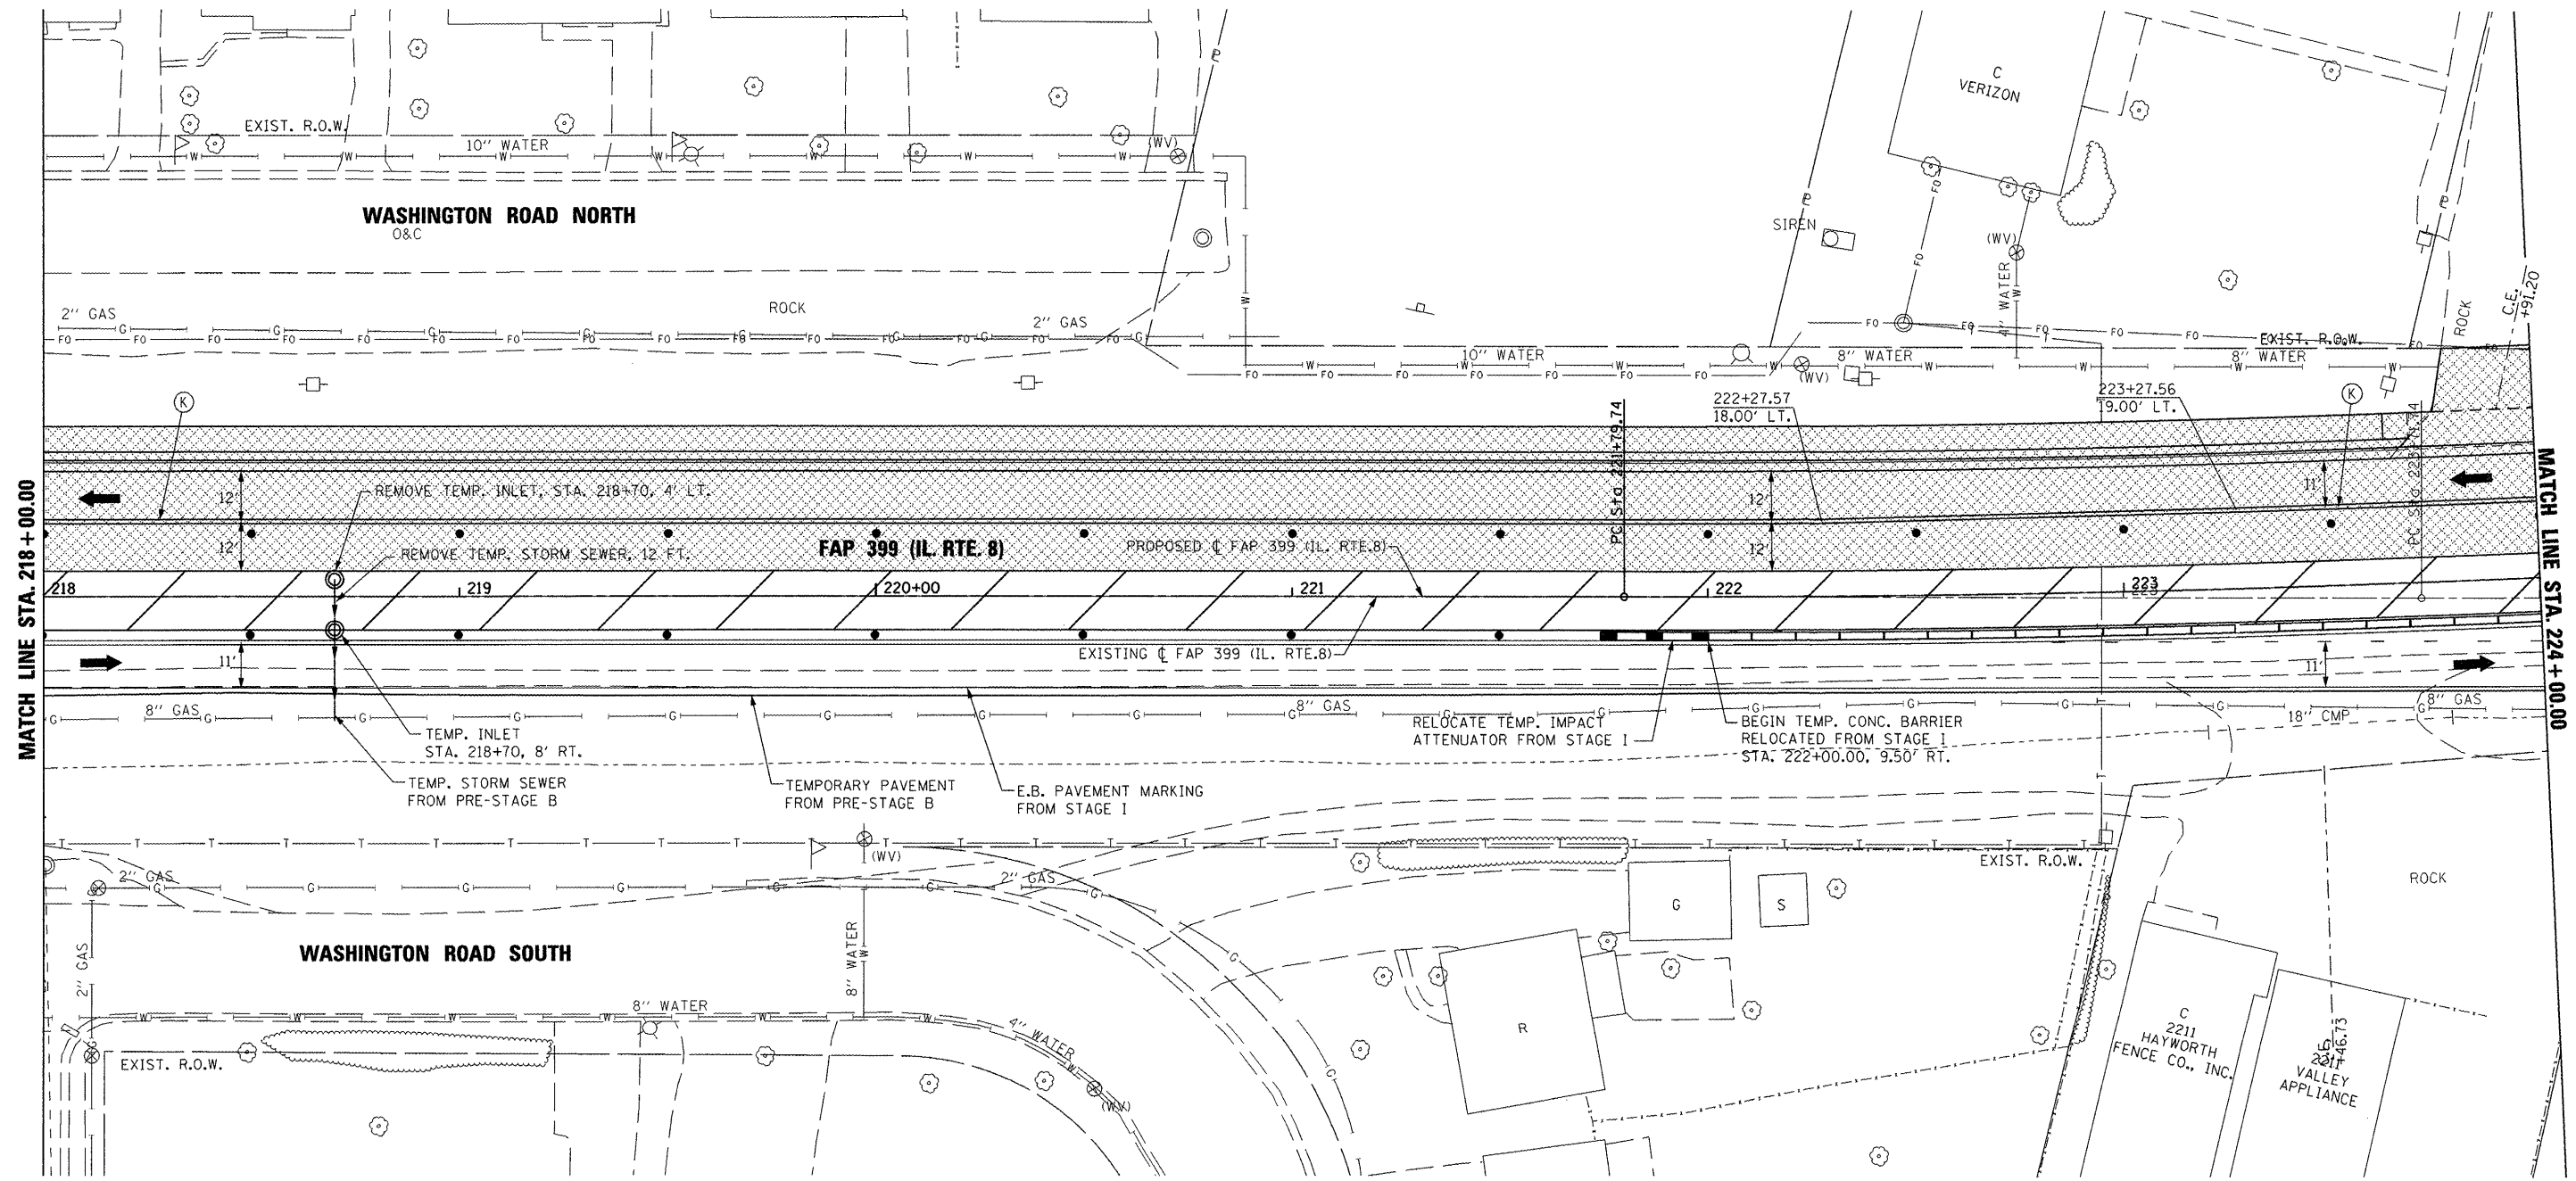 C
VERIZON
EXIST. R.O.W.
10'' WATER
(WV)
WASHINGTON ROAD NORTH
O&C
SIREN
(WV)
4'' WATER
ROCK
C.E.
+91.20
2'' GAS
ROCK
2'' GAS
EXIST. R.O.W.
10'' WATER
8'' WATER
8'' WATER
(WV)
K
222+27.57
18.00' LT.
223+27.56
19.00' LT.
K
PC Sta 221+79.74
MATCH LINE STA. 218+00.00
MATCH LINE STA. 224+00.00
12'
REMOVE TEMP. INLET, STA. 218+70, 4' LT.
12'
11'
12'
REMOVE TEMP. STORM SEWER, 12 FT.
FAP 399 (IL. RTE. 8)
PROPOSED ℄ FAP 399 (IL. RTE.8)
12'
218
219
220+00
221
222
223
11'
EXISTING ℄ FAP 399 (IL. RTE.8)
11'
8'' GAS
8'' GAS
8'' GAS
18'' CMP
TEMP. INLET
STA. 218+70, 8' RT.
RELOCATE TEMP. IMPACT
ATTENUATOR FROM STAGE I
BEGIN TEMP. CONC. BARRIER
RELOCATED FROM STAGE I
STA. 222+00.00, 9.50' RT.
TEMP. STORM SEWER
FROM PRE-STAGE B
TEMPORARY PAVEMENT
FROM PRE-STAGE B
E.B. PAVEMENT MARKING
FROM STAGE I
(WV)
EXIST. R.O.W.
2'' GAS
2'' GAS
ROCK
G
S
WASHINGTON ROAD SOUTH
2'' GAS
8'' WATER
8'' WATER
4'' WATER
R
EXIST. R.O.W.
(WV)
C
2211
HAYWORTH
FENCE CO., INC.
+46.73
2211
VALLEY
APPLIANCE